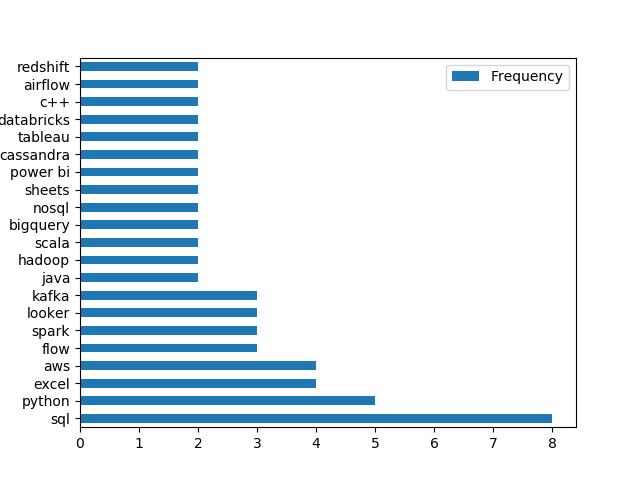 redshift
airflow
c++
databricks
tableau
cassandra
power bi
sheets
nosql
bigquery
scala
hadoop
java
kafka
looker
spark
flow
aws
excel
python
sql
0 1 2 3 4 5 6 7 8
Frequency